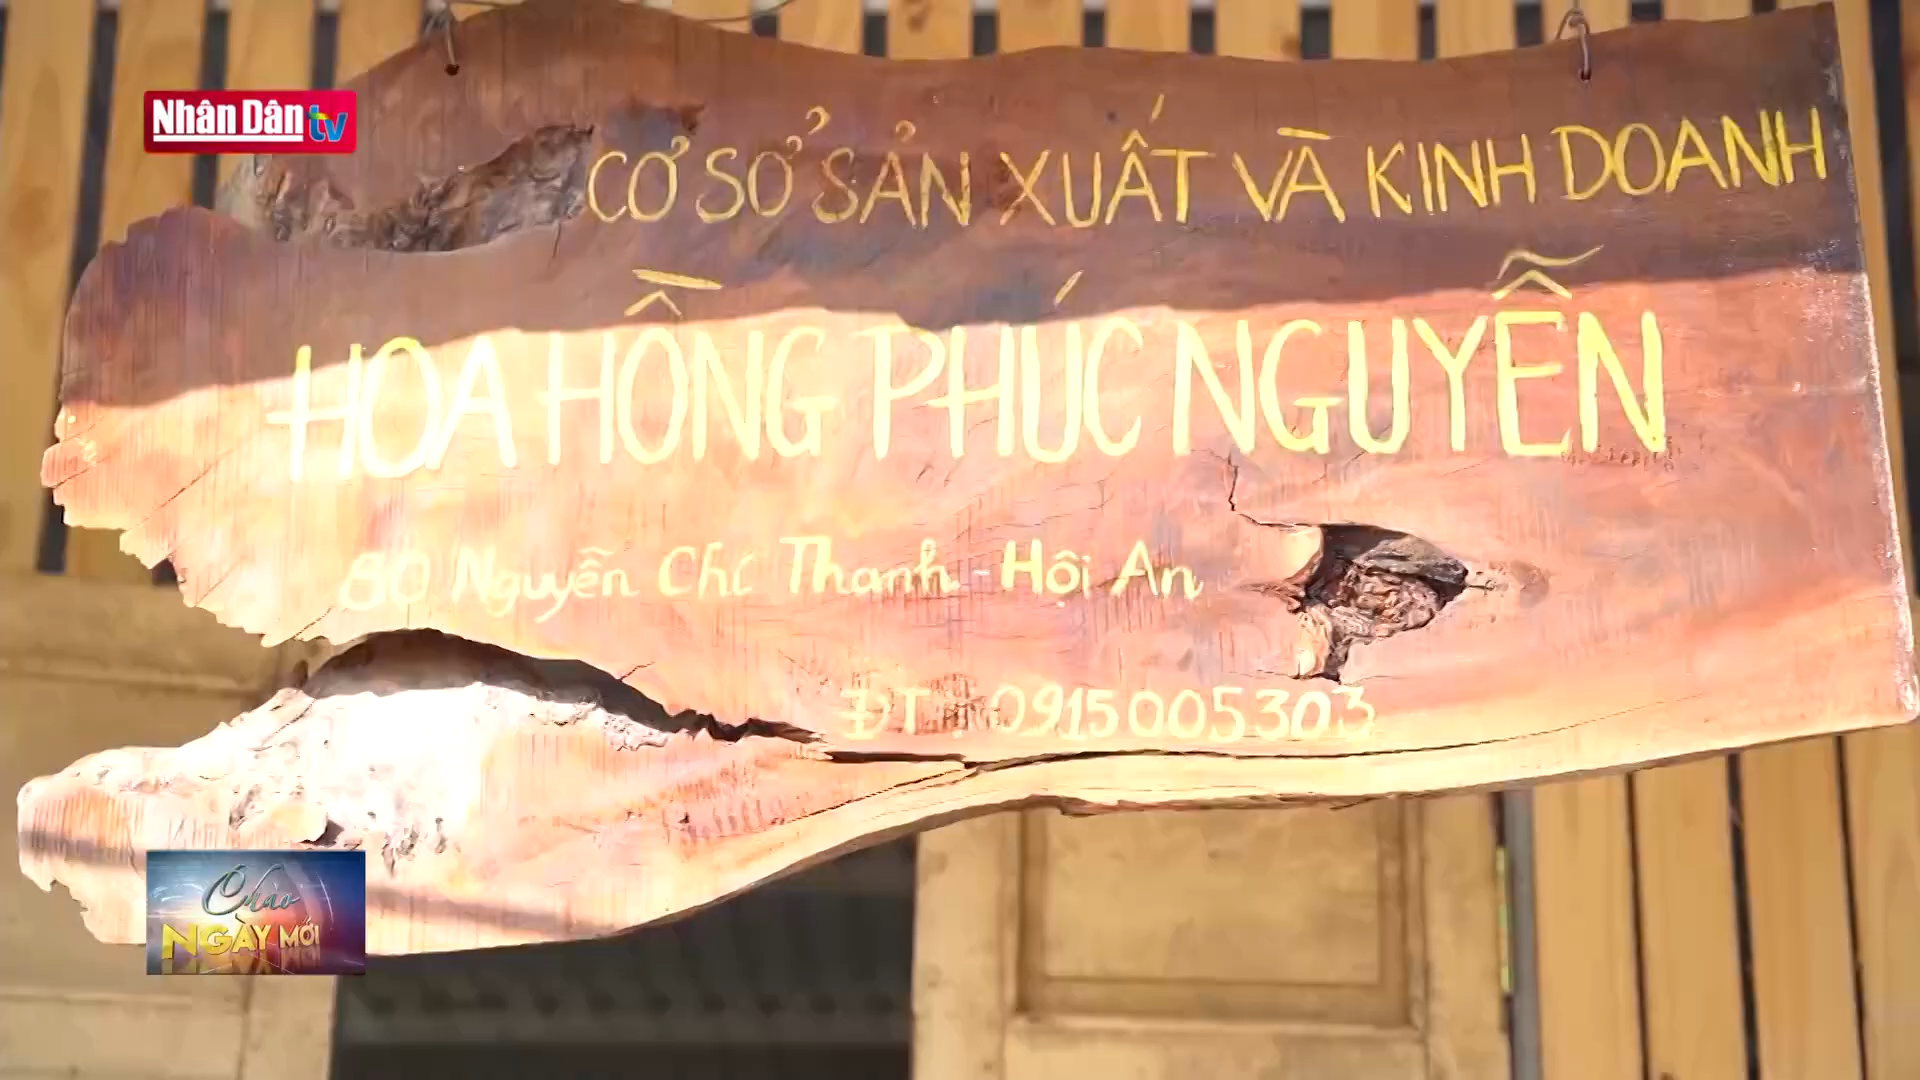 Nhân Dân tv
CƠ SỞ SẢN XUẤT VÀ KINH DOANH
HOA HỒNG PHÚC NGUYỄN
80 Nguyễn Chí Thanh - Hội An
ĐT : 0915005303
Chào
NGÀY MỚI